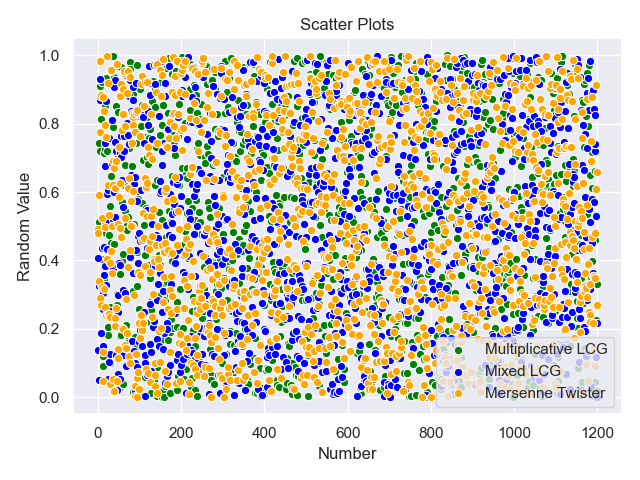 Scatter Plots
1.0
0.8
0.6
0.4
0.2
0.0
Random Value
0 200 400 600 800 1000 1200
Number
Multiplicative LCG
Mixed LCG
Mersenne Twister